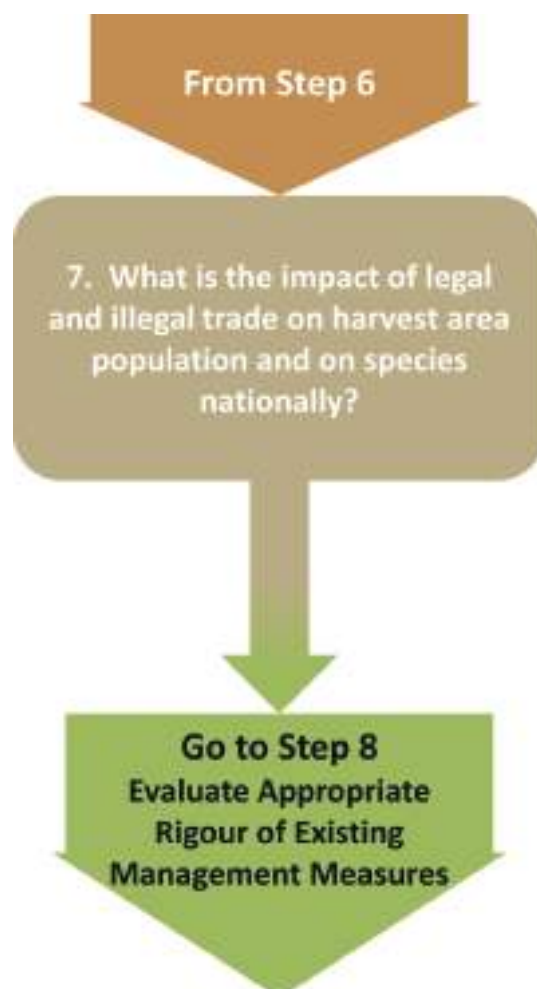 From Step 6
7. What is the impact of legal
and illegal trade on harvest area
population and on species
nationally?
Go to Step 8
Evaluate Appropriate
Rigour of Existing
Management Measures